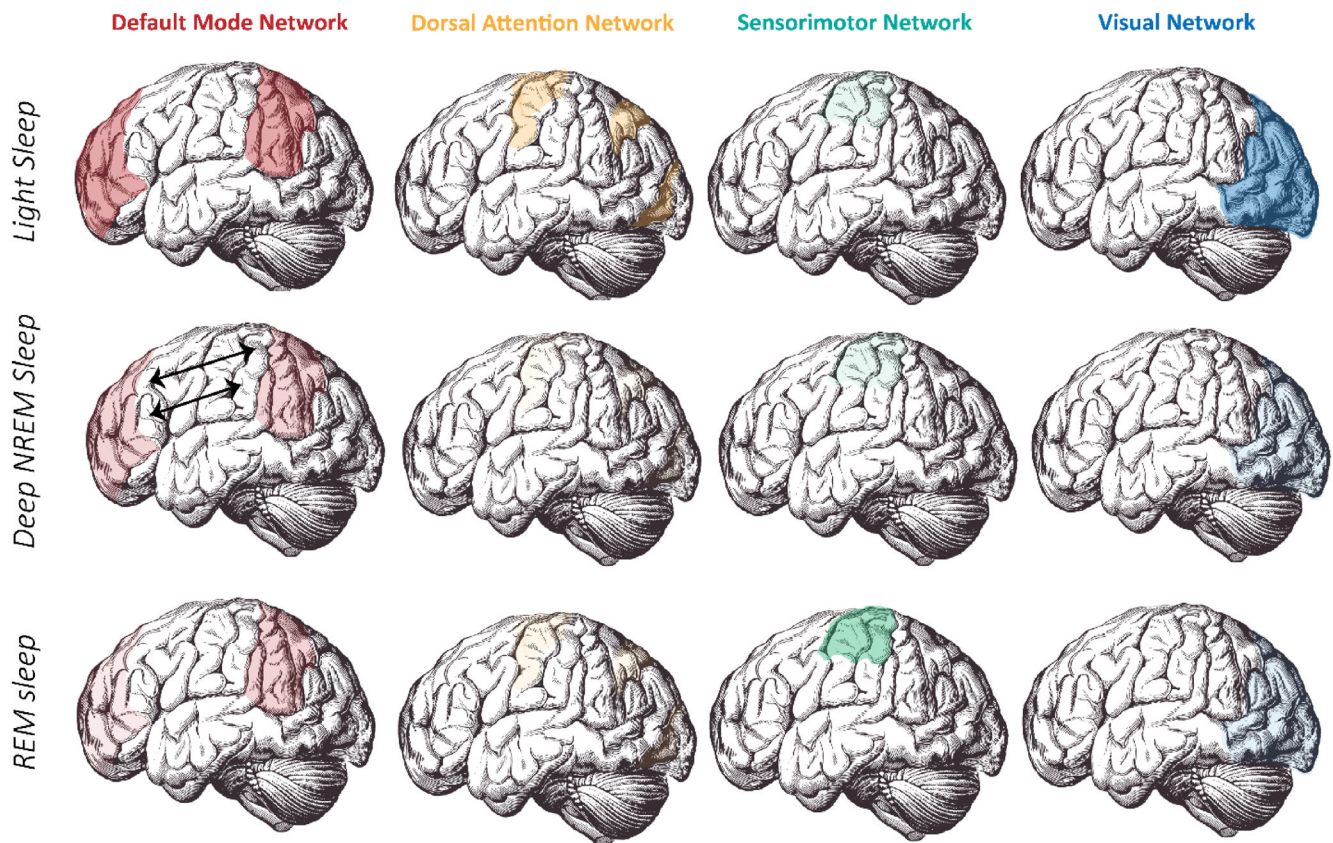 Default Mode Network
Dorsal Attention Network
Sensorimotor Network
Visual Network
Light Sleep
Deep NREM Sleep
REM sleep